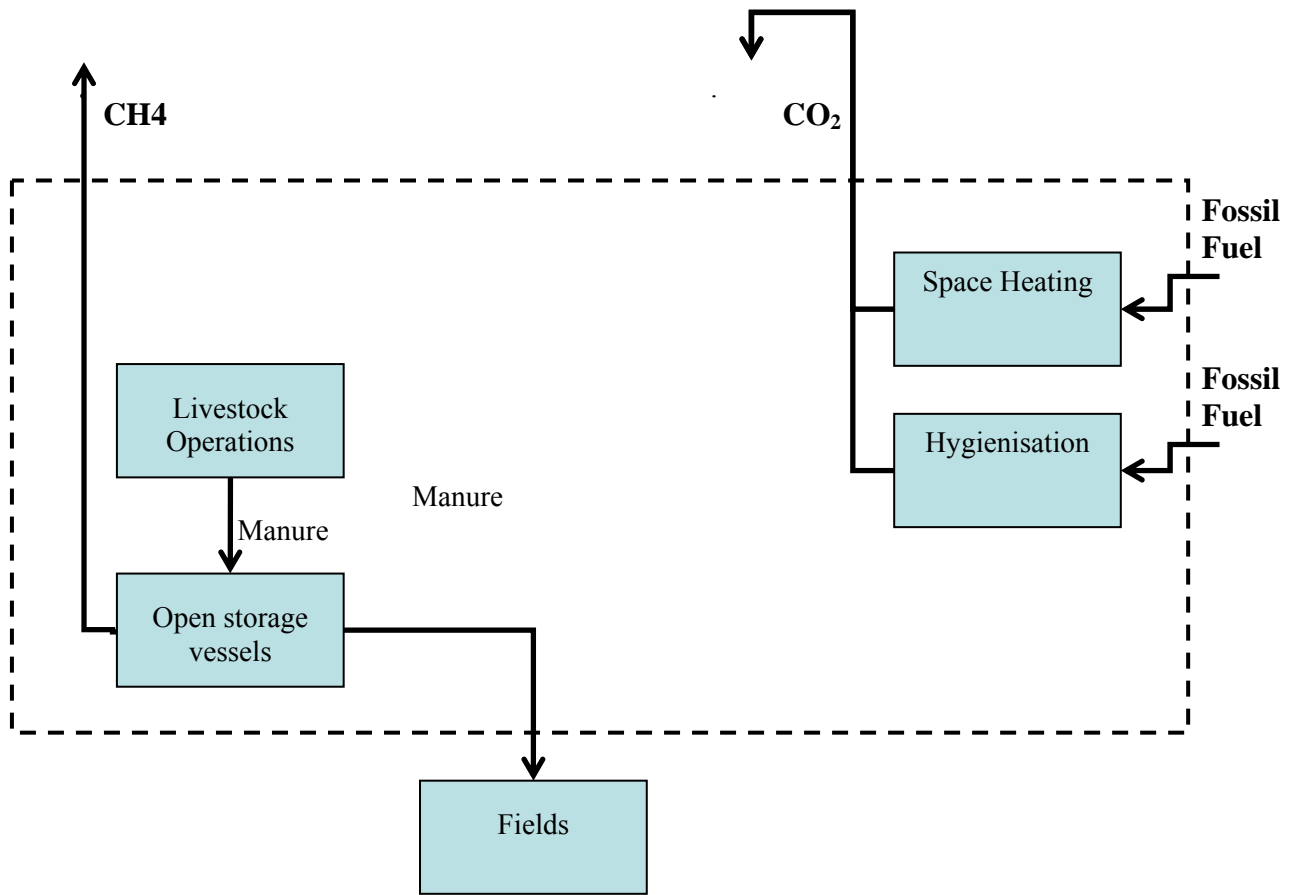 CH4
CO₂
Fossil
Fuel
Space Heating
Fossil
Fuel
Livestock
Operations
Hygienisation
Manure
Manure
Open storage
vessels
Fields